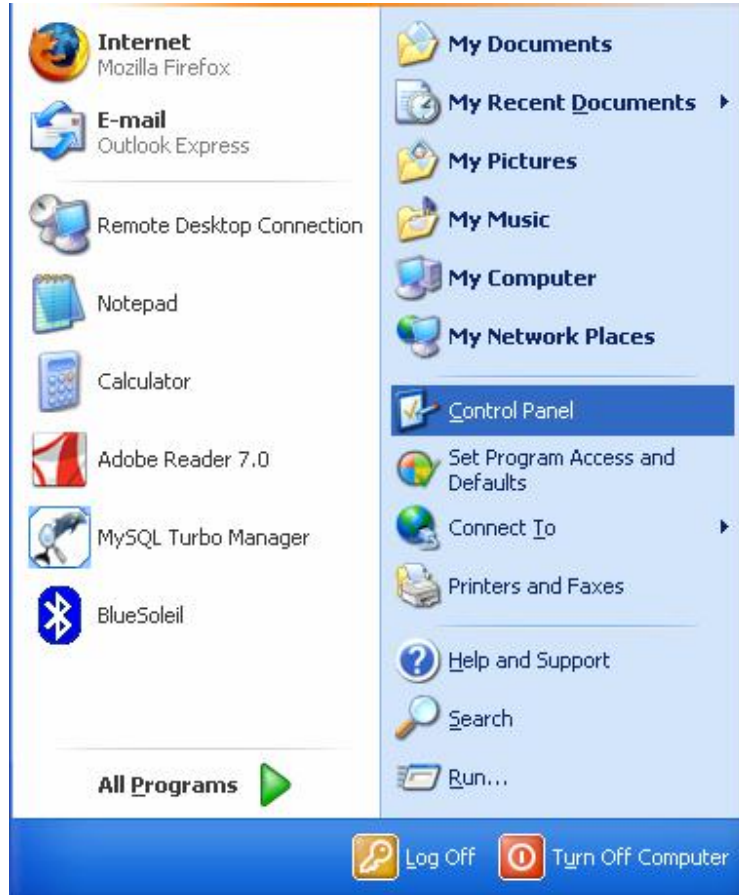 Internet
Mozilla Firefox
E-mail
Outlook Express
Remote Desktop Connection
Notepad
Calculator
Adobe Reader 7.0
MySQL Turbo Manager
BlueSoleil
All Programs
My Documents
My Recent Documents
My Pictures
My Music
My Computer
My Network Places
Control Panel
Set Program Access and
Defaults
Connect To
Printers and Faxes
Help and Support
Search
Run...
Log Off
Turn Off Computer